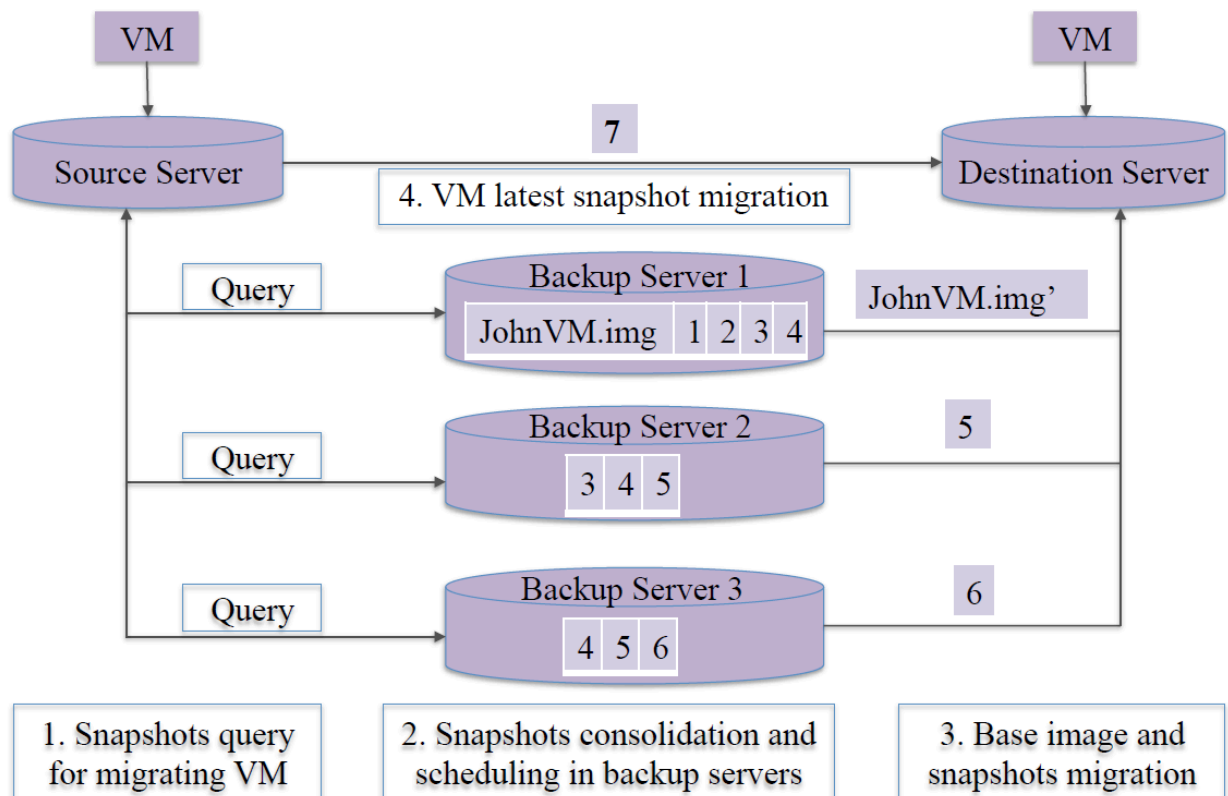 VM
VM
7
Source Server
Destination Server
4. VM latest snapshot migration
Query
Backup Server 1
JohnVM.img 1 2 3 4
JohnVM.img’
Query
Backup Server 2
3 4 5
5
Query
Backup Server 3
4 5 6
6
1. Snapshots query
for migrating VM
2. Snapshots consolidation and
scheduling in backup servers
3. Base image and
snapshots migration